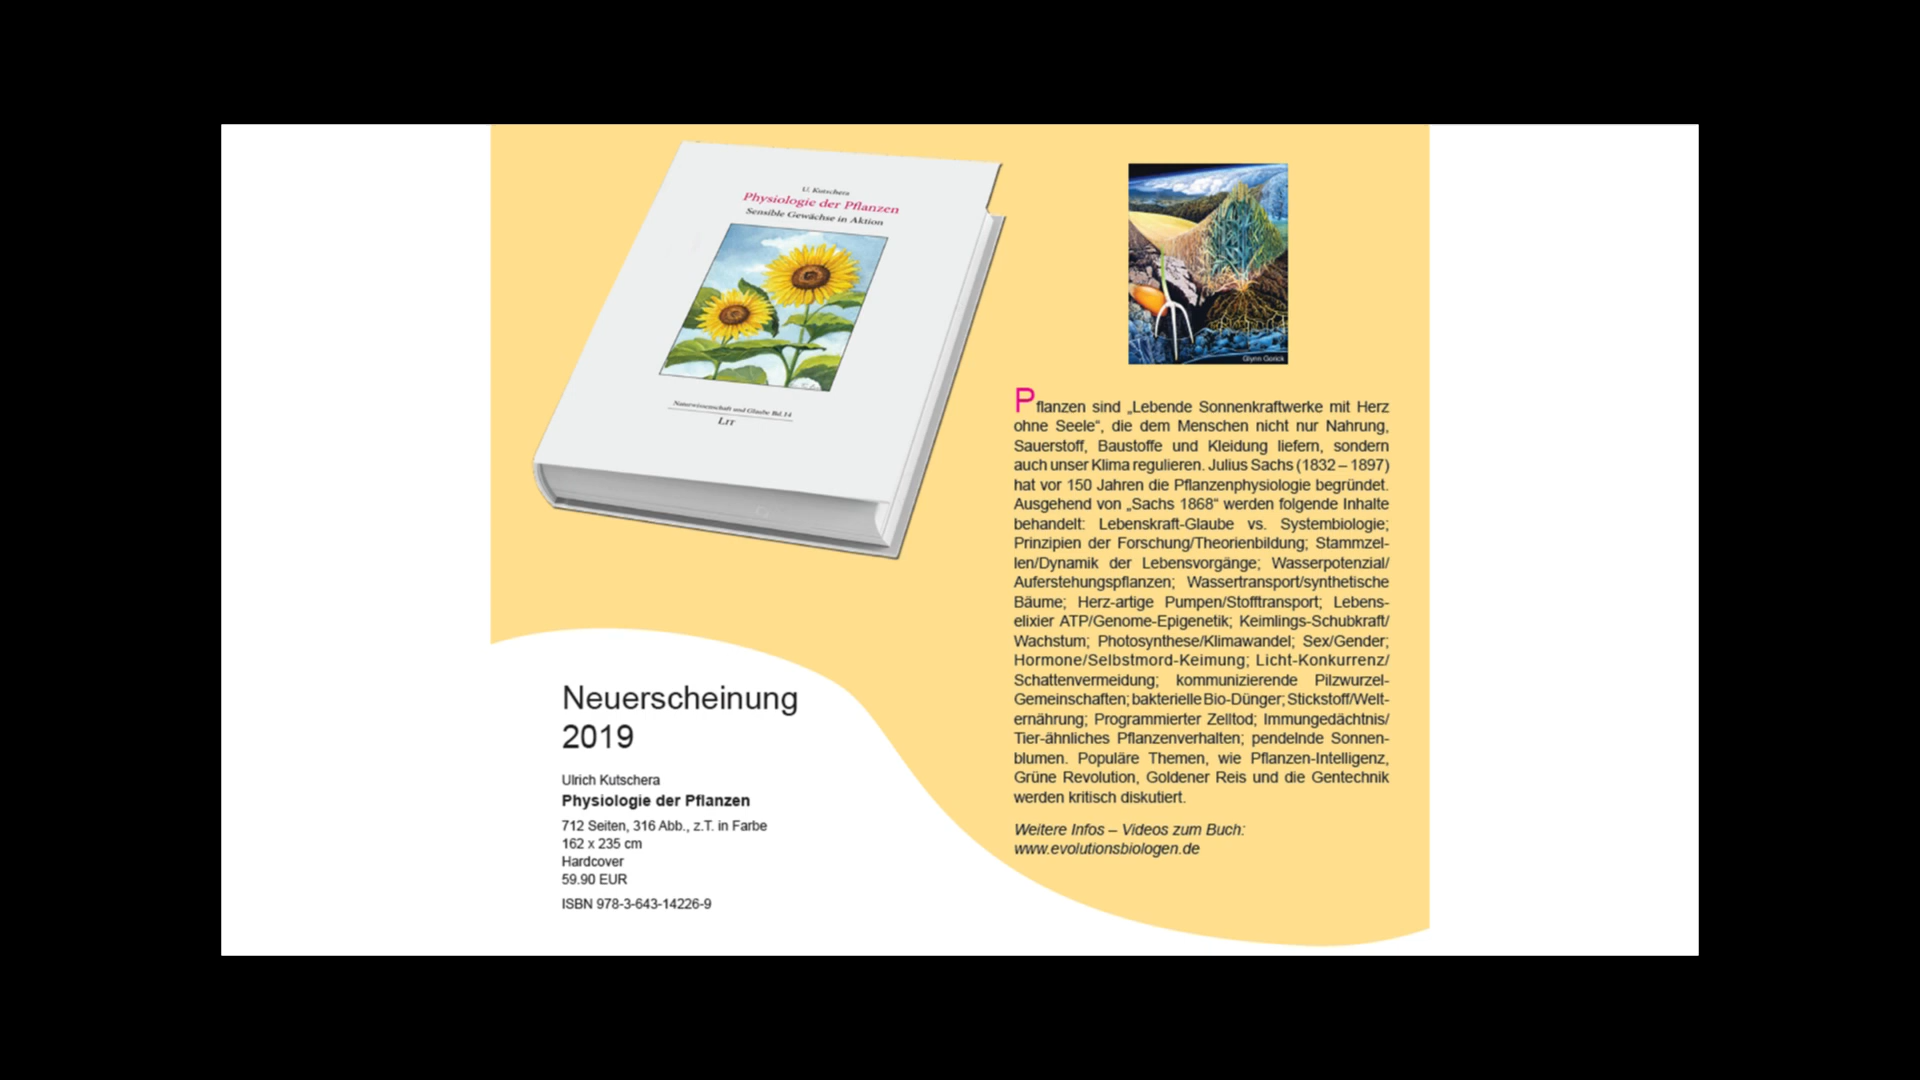 U. Kutschera
Physiologie der Pflanzen
Sensible Gewächse in Aktion
Naturwissenschaft und Glaube Bd.14
LIT
Glynn Gorick
Pflanzen sind „Lebende Sonnenkraftwerke mit Herz
ohne Seele“, die dem Menschen nicht nur Nahrung,
Sauerstoff, Baustoffe und Kleidung liefern, sondern
auch unser Klima regulieren. Julius Sachs (1832 – 1897)
hat vor 150 Jahren die Pflanzenphysiologie begründet.
Ausgehend von „Sachs 1868“ werden folgende Inhalte
behandelt: Lebenskraft-Glaube vs. Systembiologie;
Prinzipien der Forschung/Theorienbildung; Stammzel-
len/Dynamik der Lebensvorgänge; Wasserpotenzial/
Auferstehungspflanzen; Wassertransport/synthetische
Bäume; Herz-artige Pumpen/Stofftransport; Lebens-
elixier ATP/Genome-Epigenetik; Keimlings-Schubkraft/
Wachstum; Photosynthese/Klimawandel; Sex/Gender;
Hormone/Selbstmord-Keimung; Licht-Konkurrenz/
Schattenvermeidung; kommunizierende Pilzwurzel-
Gemeinschaften; bakterielle Bio-Dünger; Stickstoff/Welt-
ernährung; Programmierter Zelltod; Immungedächtnis/
Tier-ähnliches Pflanzenverhalten; pendelnde Sonnen-
blumen. Populäre Themen, wie Pflanzen-Intelligenz,
Grüne Revolution, Goldener Reis und die Gentechnik
werden kritisch diskutiert.
Weitere Infos – Videos zum Buch:
www.evolutionsbiologen.de
Neuerscheinung
2019
Ulrich Kutschera
Physiologie der Pflanzen
712 Seiten, 316 Abb., z.T. in Farbe
162 x 235 cm
Hardcover
59.90 EUR
ISBN 978-3-643-14226-9